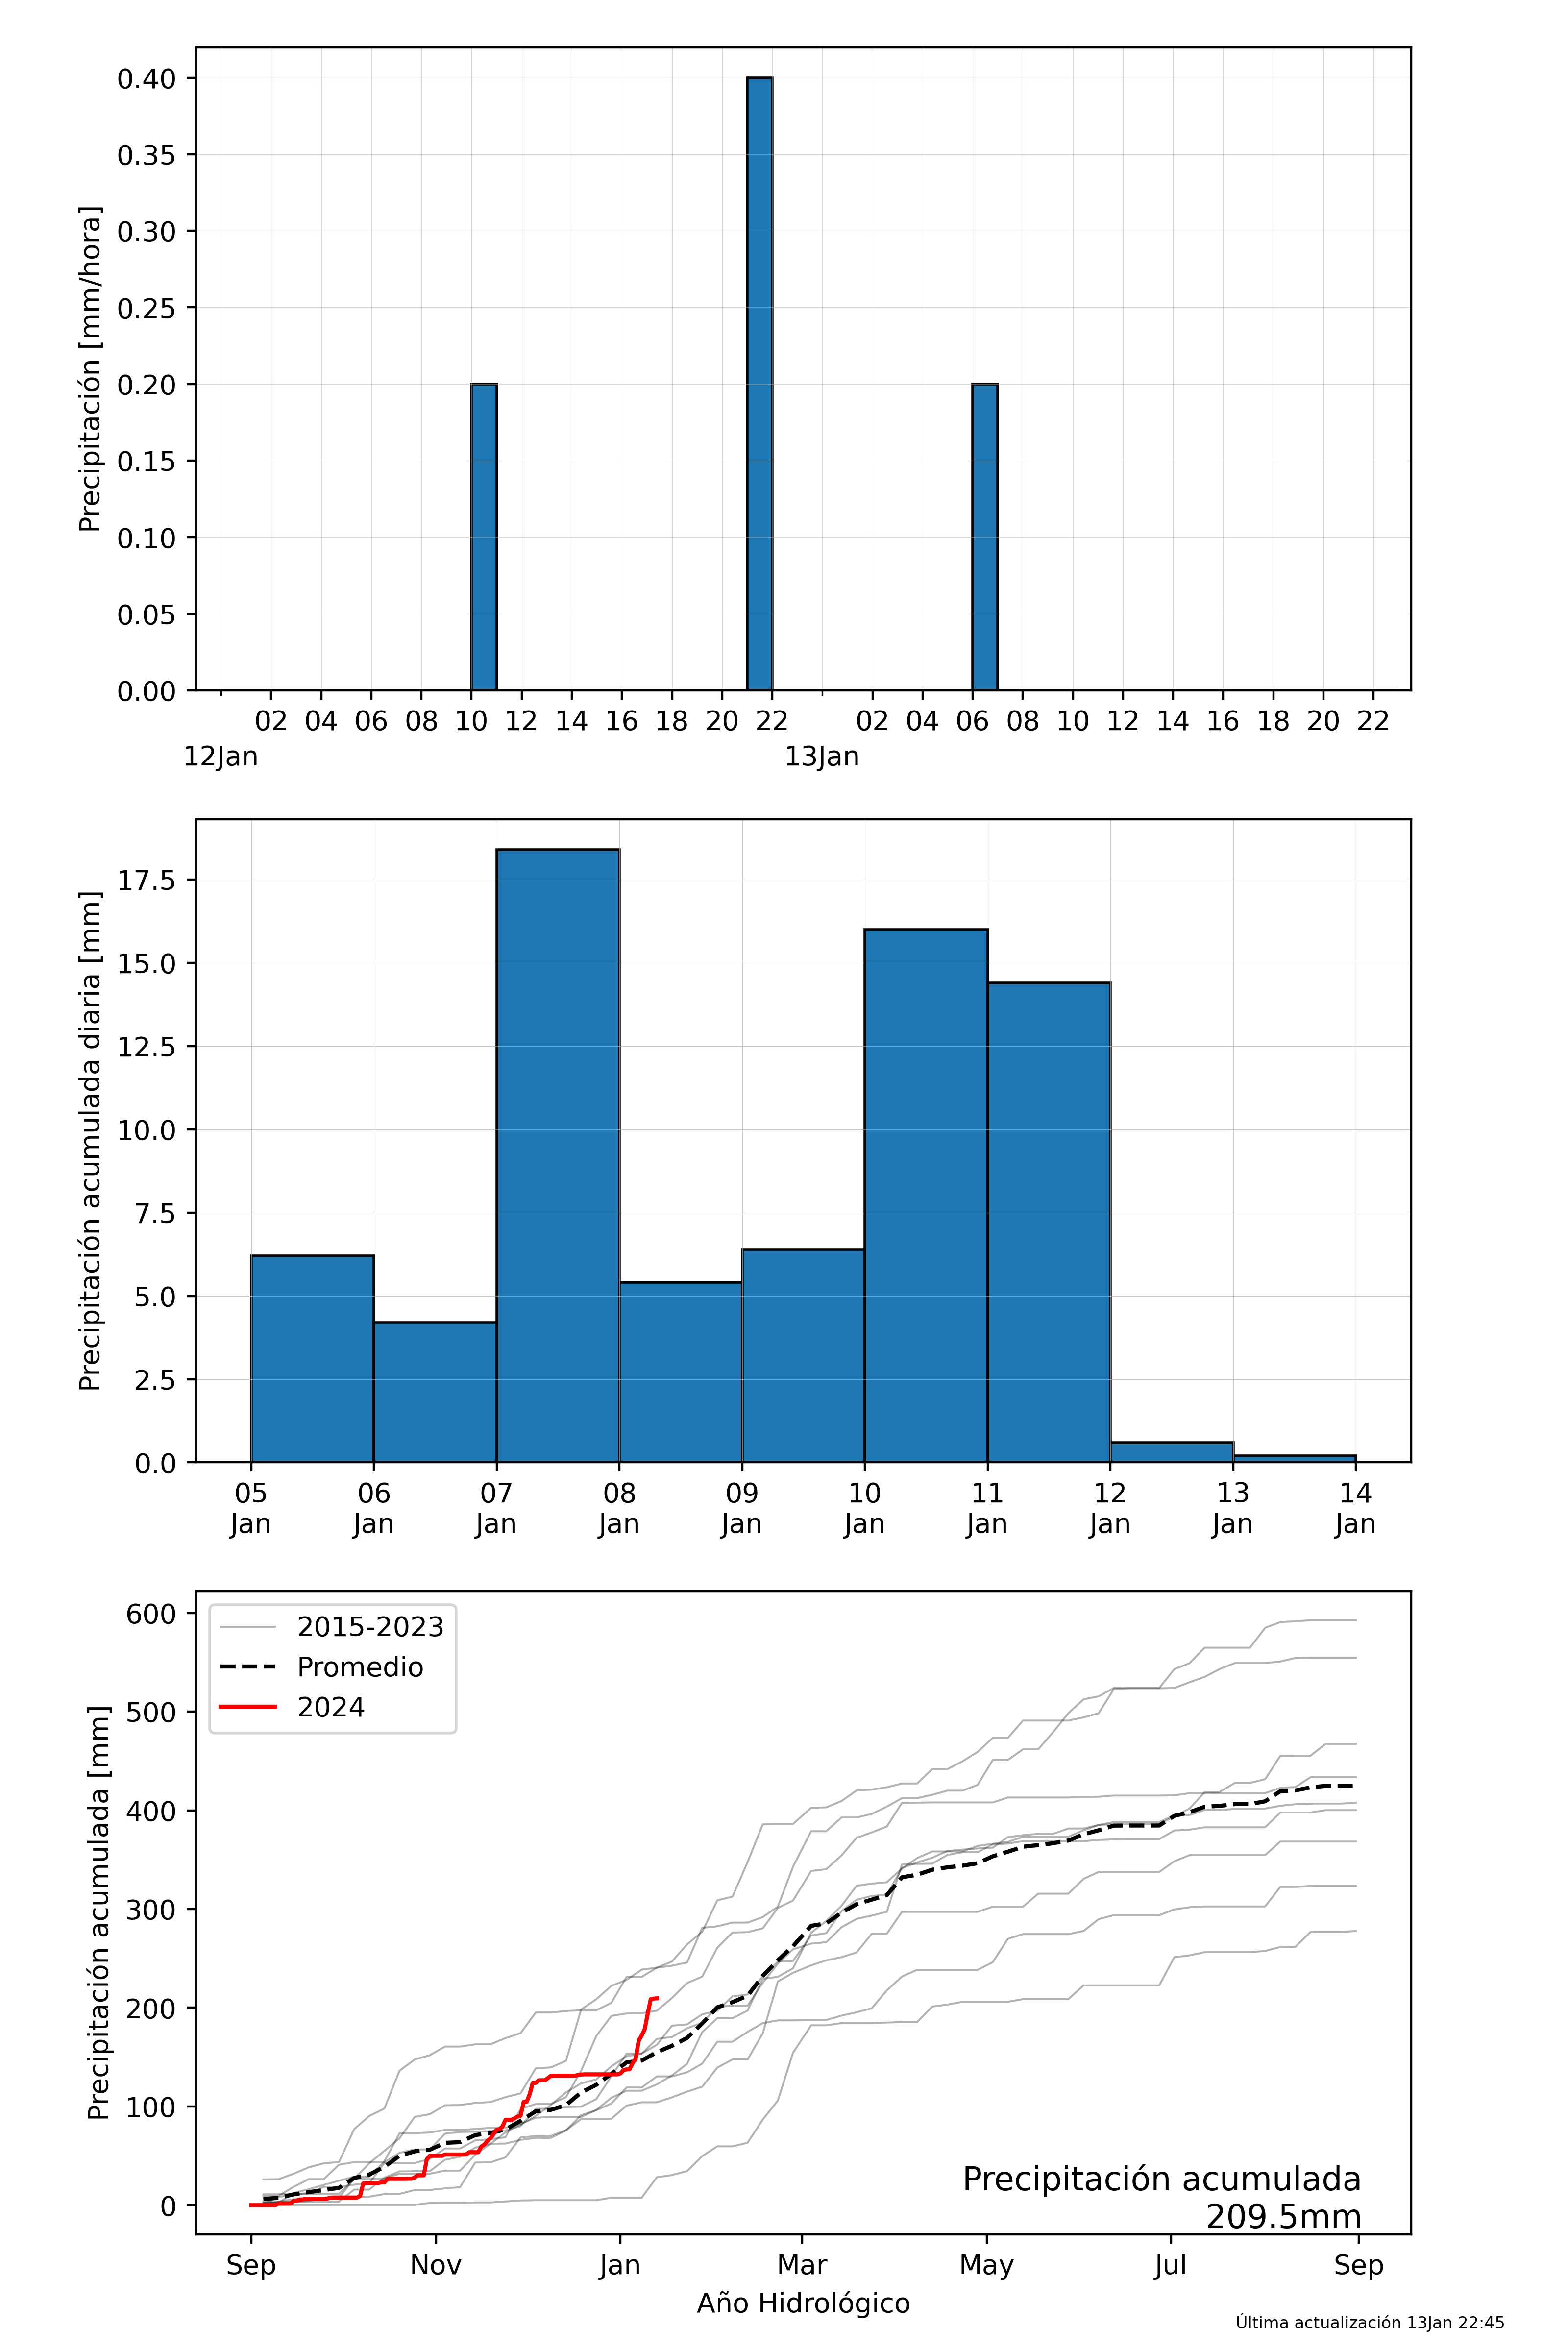 0.40
0.35
0.30
0.25
0.20
0.15
0.10
0.05
0.00
Precipitación [mm/hora]
02 04 06 08 10 12 14 16 18 20 22 02 04 06 08 10 12 14 16 18 20 22
12Jan 13Jan
17.5
15.0
12.5
10.0
7.5
5.0
2.5
0.0
Precipitación acumulada diaria [mm]
05 06 07 08 09 10 11 12 13 14
Jan Jan Jan Jan Jan Jan Jan Jan Jan Jan
600
500
400
300
200
100
0
Precipitación acumulada [mm]
2015-2023
Promedio
2024
Precipitación acumulada
209.5mm
Sep Nov Jan Mar May Jul Sep
Año Hidrológico
Última actualización 13Jan 22:45